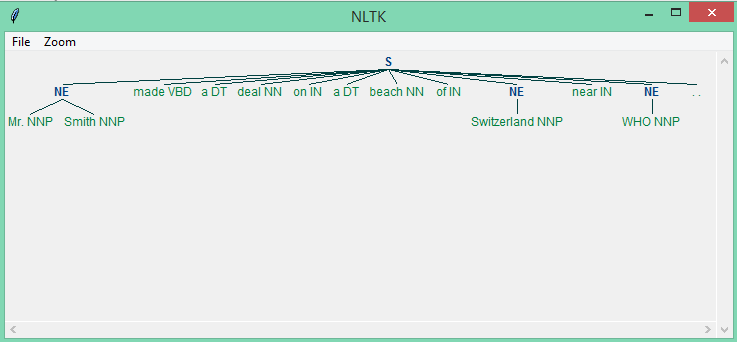 NLTK
File Zoom
S
NE made VBD a DT deal NN on IN a DT beach NN of IN NE near IN NE . .
Mr. NNP Smith NNP Switzerland NNP WHO NNP